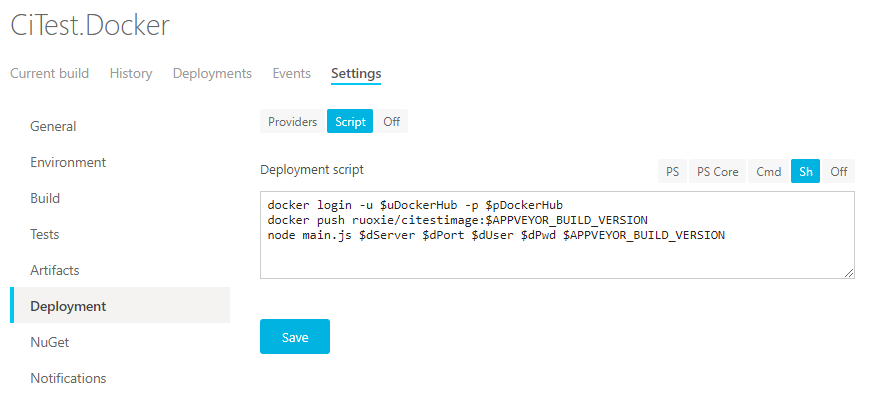 CiTest.Docker
Current build History Deployments Events Settings
General
Environment
Build
Tests
Artifacts
Deployment
NuGet
Notifications
Providers Script Off
Deployment script PS PS Core Cmd Sh Off
docker login -u $uDockerHub -p $pDockerHub
docker push ruoxie/citestimage:$APPVEYOR_BUILD_VERSION
node main.js $dServer $dPort $dUser $dPwd $APPVEYOR_BUILD_VERSION
Save